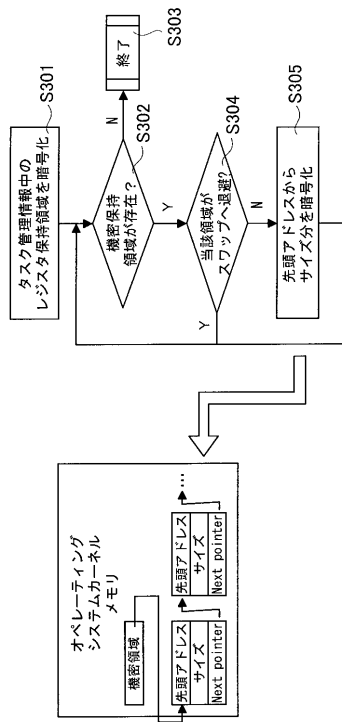 タスク管理情報中の
レジスタ保持領域を暗号化
S301
機密保持
領域が存在?
S302
N
終了
S303
Y
当該領域が
スワップへ退避?
S304
Y
N
先頭アドレスから
サイズ分を暗号化
S305
オペレーティング
システムカーネル
メモリ
機密領域
先頭アドレス
サイズ
Next pointer
先頭アドレス
サイズ
Next pointer
...